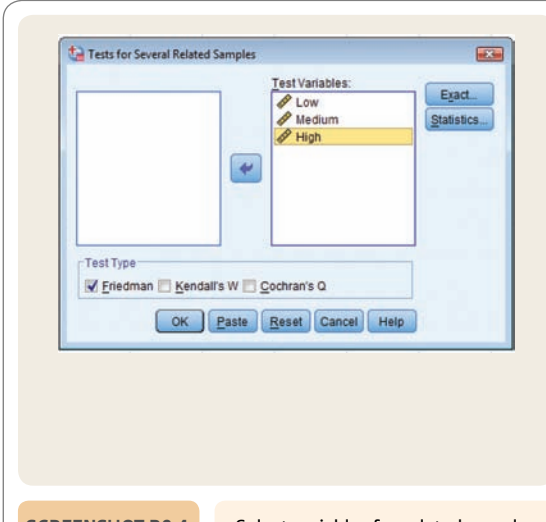 Tests for Several Related Samples
Test Variables:
Low
Medium
High
Exact...
Statistics...
Test Type
Friedman Kendall's W Cochran's Q
OK Paste Reset Cancel Help